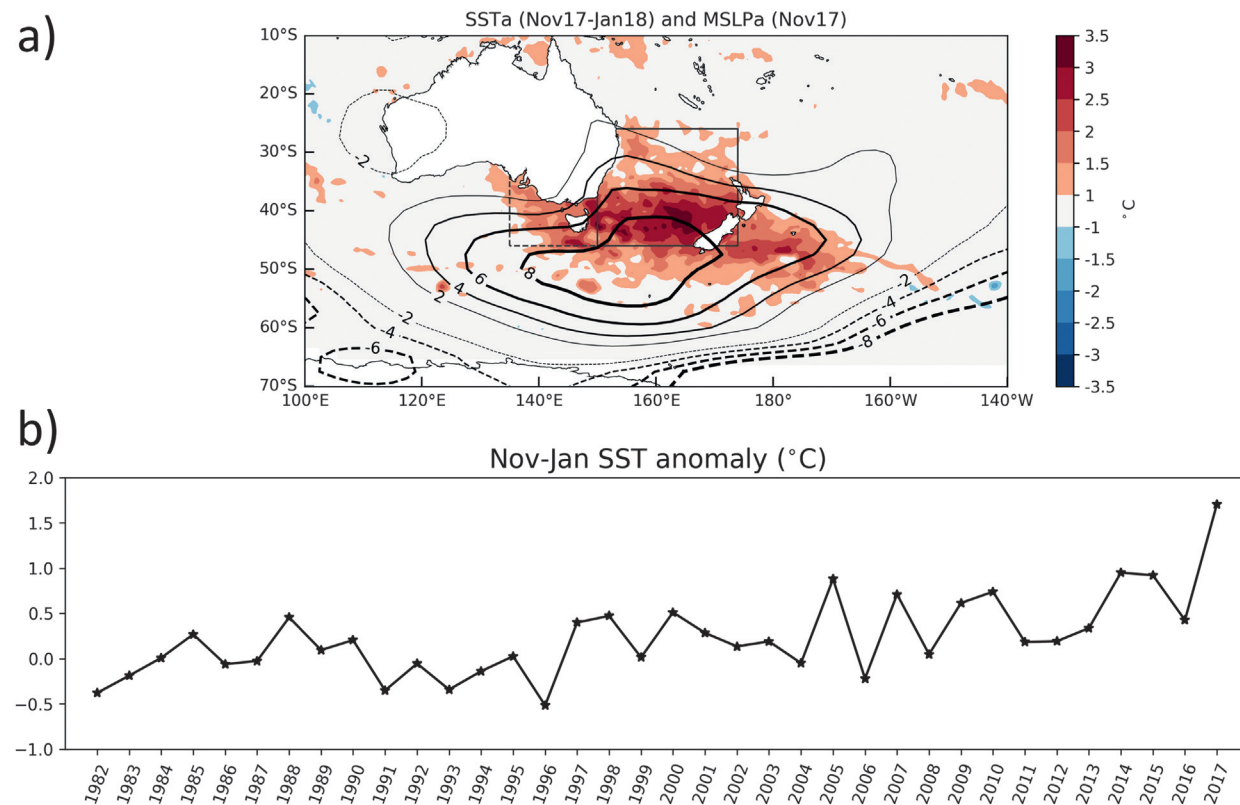 a)
SSTa (Nov17-Jan18) and MSLPa (Nov17)
10°S
20°S
30°S
40°S
50°S
60°S
70°S
100°E 120°E 140°E 160°E 180° 160°W 140°W
-2
2
4
6
8
-2
-4
-6
-2
-4
-6
-8
3.5
3
2.5
2
1.5
1
-1
-1.5
-2
-2.5
-3
-3.5
°C
b)
Nov-Jan SST anomaly (°C)
2.0
1.5
1.0
0.5
0.0
−0.5
−1.0
1982 1983 1984 1985 1986 1987 1988 1989 1990 1991 1992 1993 1994 1995 1996 1997 1998 1999 2000 2001 2002 2003 2004 2005 2006 2007 2008 2009 2010 2011 2012 2013 2014 2015 2016 2017